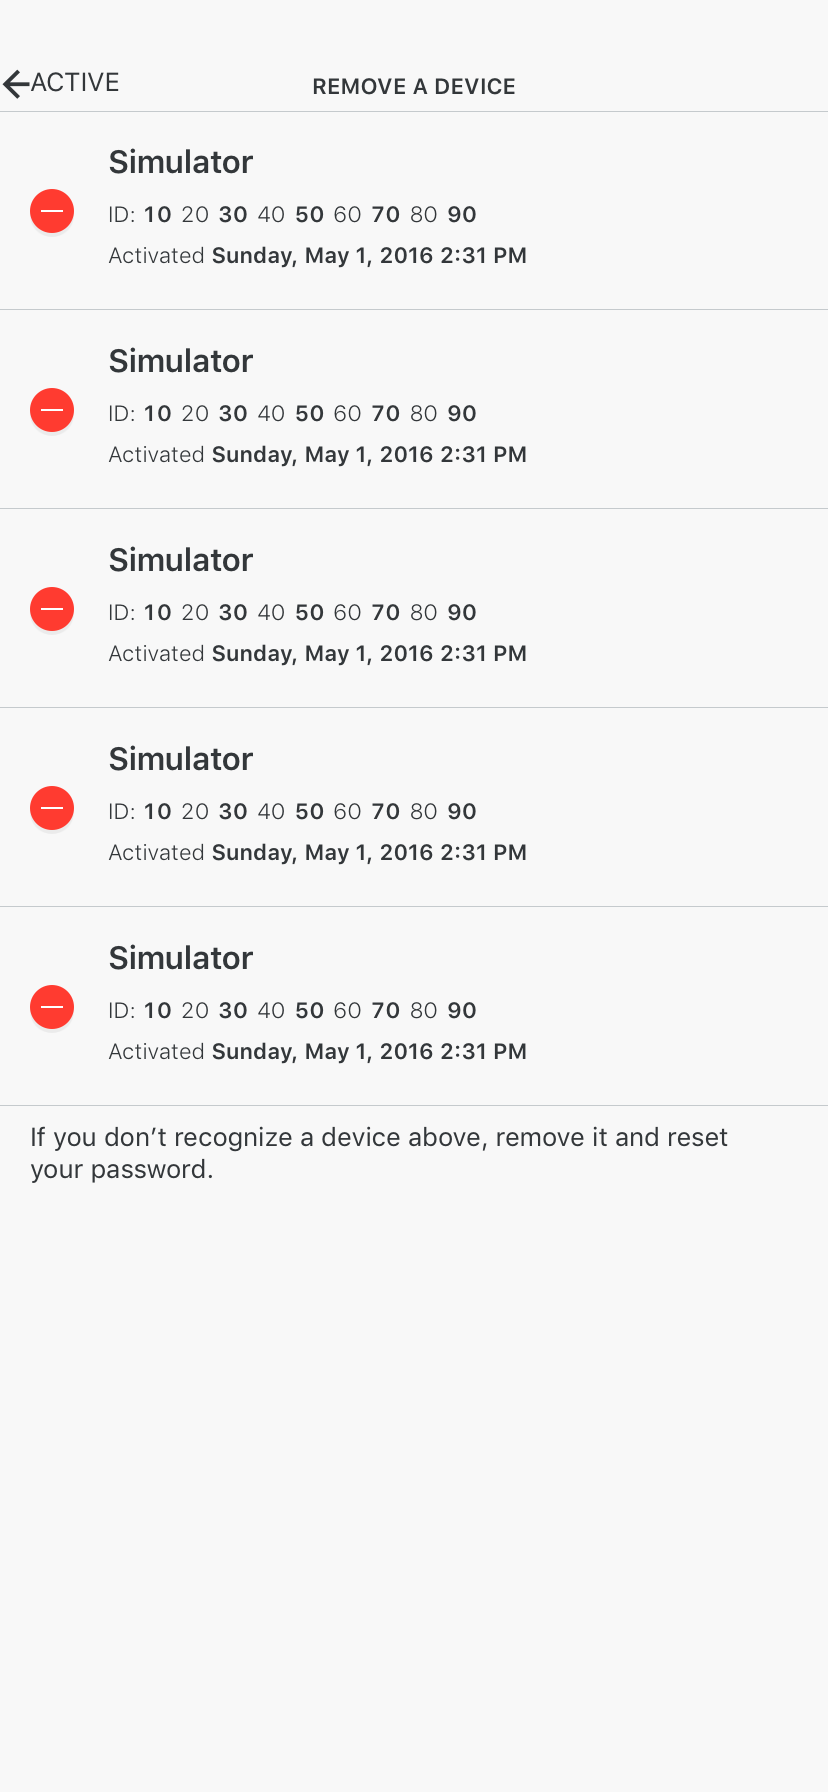 ACTIVE
REMOVE A DEVICE
Simulator
ID: 10 20 30 40 50 60 70 80 90
Activated Sunday, May 1, 2016 2:31 PM
Simulator
ID: 10 20 30 40 50 60 70 80 90
Activated Sunday, May 1, 2016 2:31 PM
Simulator
ID: 10 20 30 40 50 60 70 80 90
Activated Sunday, May 1, 2016 2:31 PM
Simulator
ID: 10 20 30 40 50 60 70 80 90
Activated Sunday, May 1, 2016 2:31 PM
Simulator
ID: 10 20 30 40 50 60 70 80 90
Activated Sunday, May 1, 2016 2:31 PM
If you don’t recognize a device above, remove it and reset
your password.